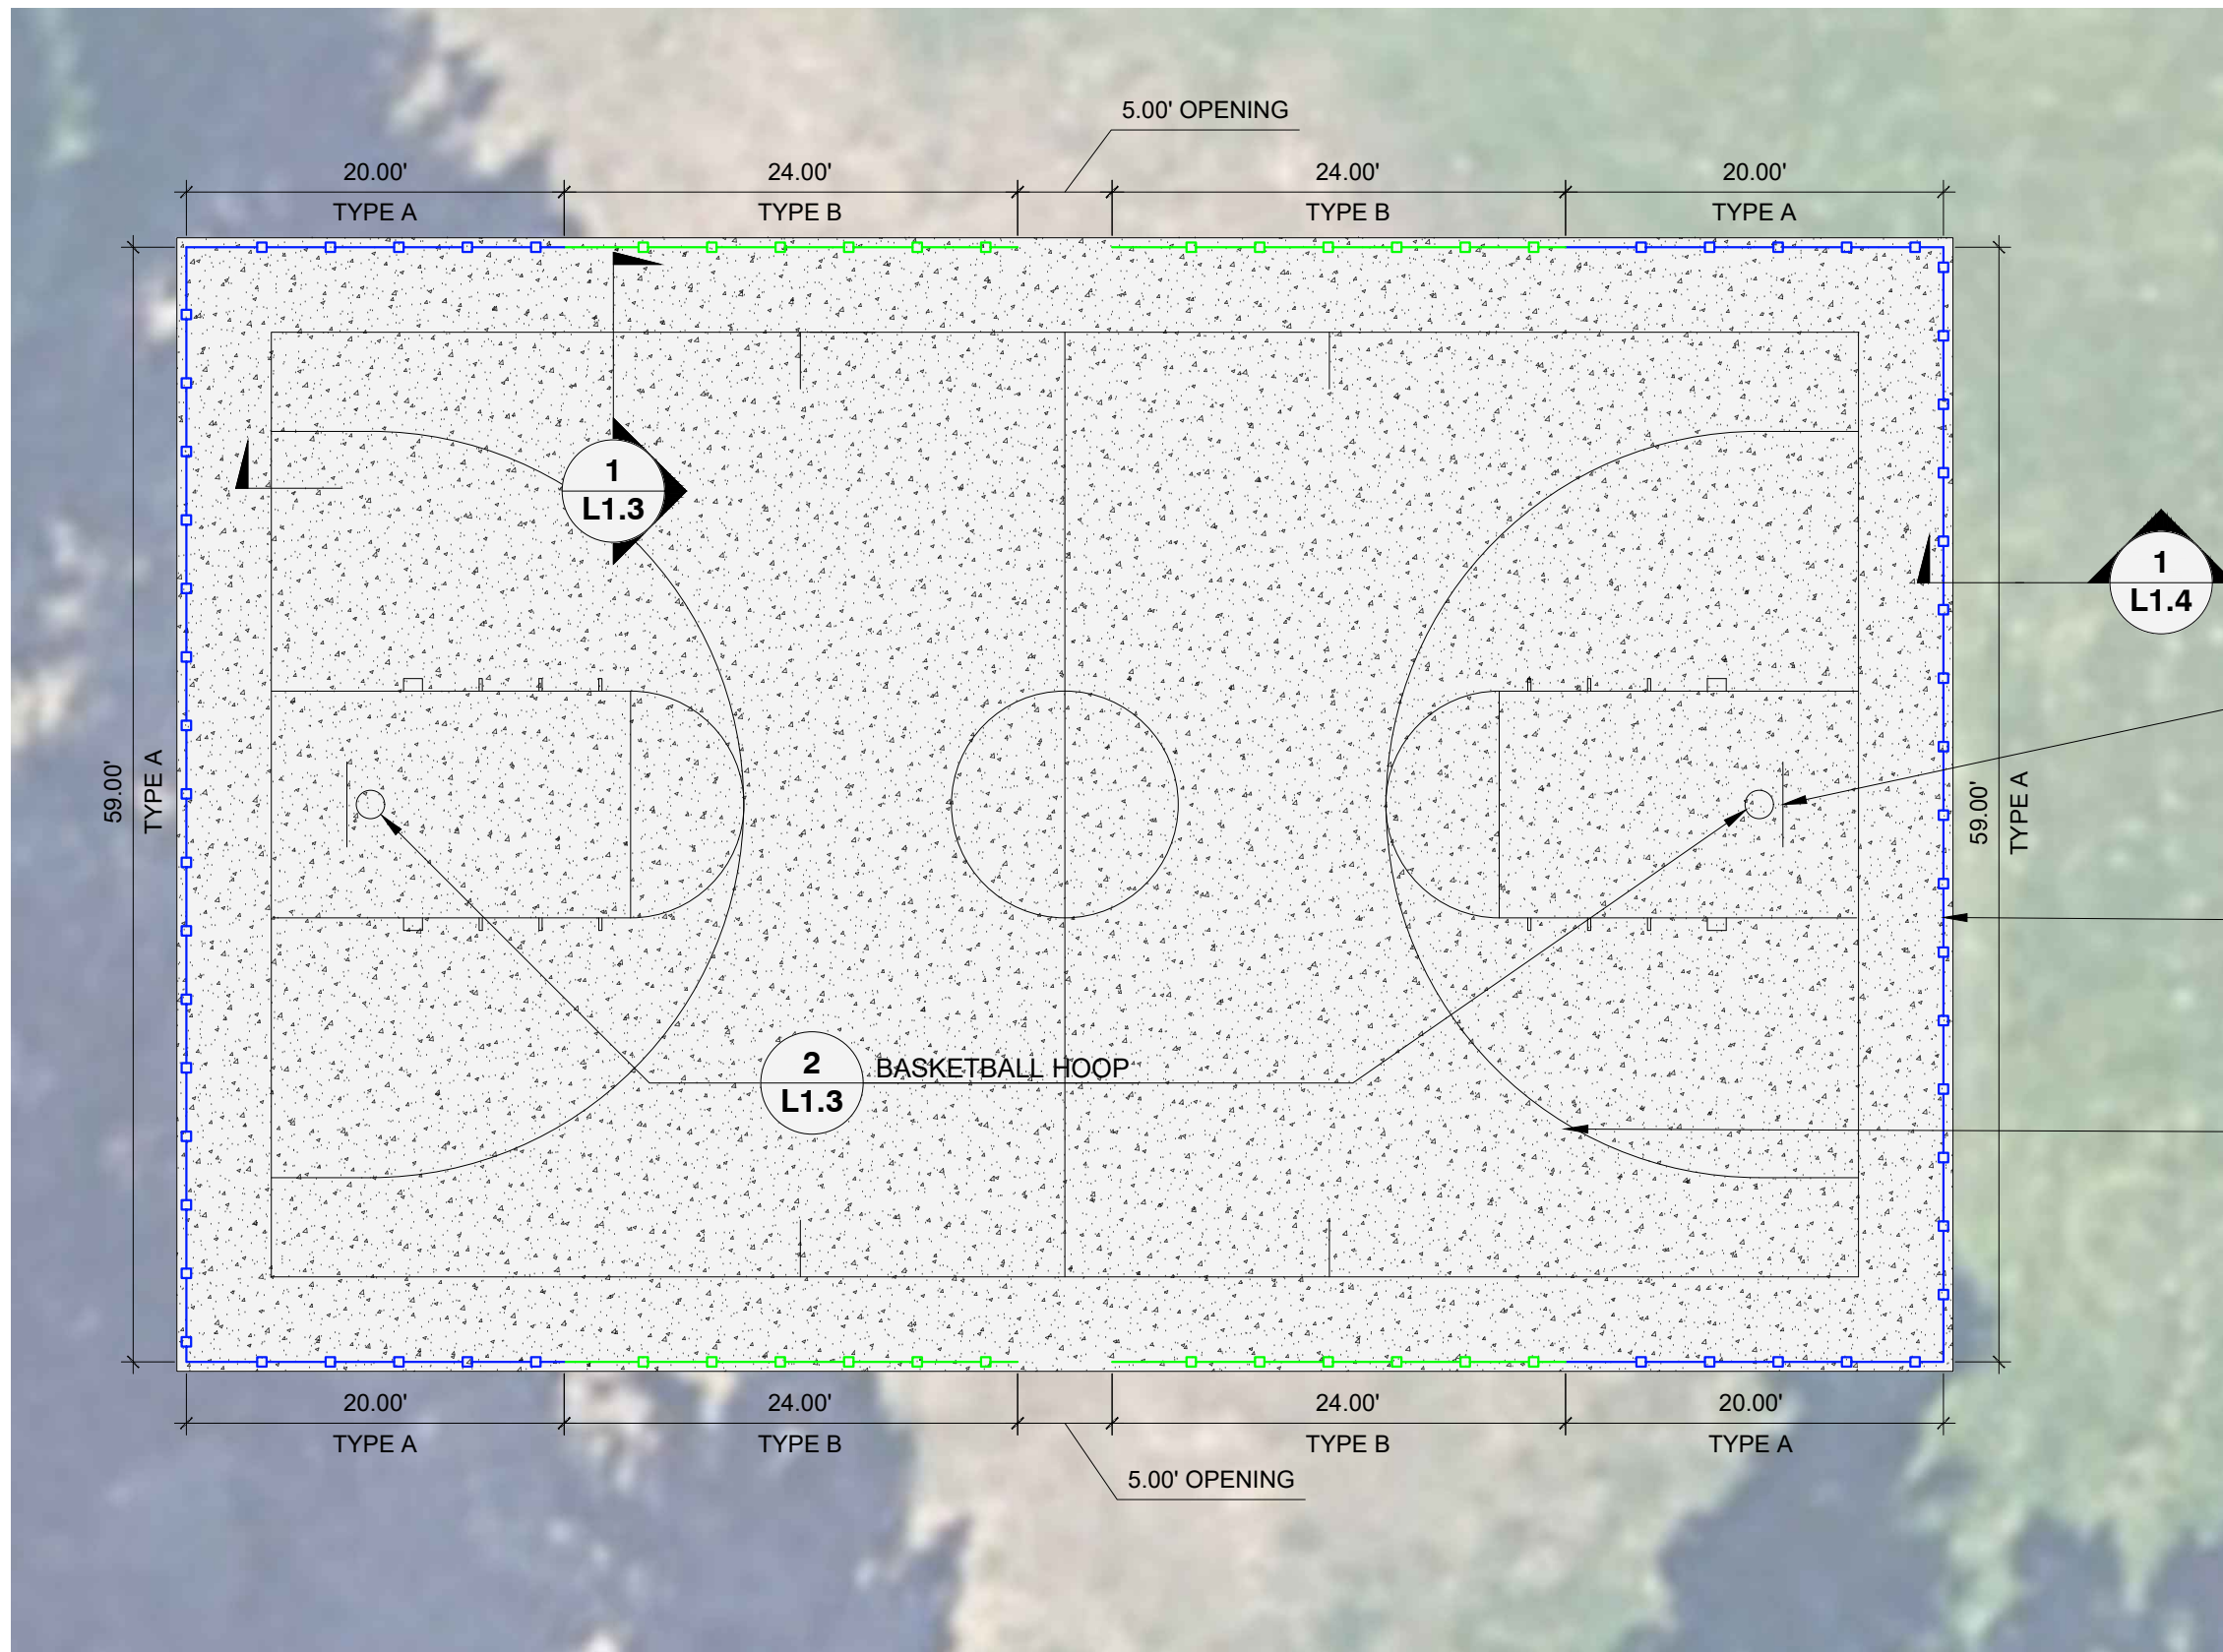 5.00' OPENING
20.00'
24.00'
24.00'
20.00'
TYPE A
TYPE B
TYPE B
TYPE A
1
L1.3
1
L1.4
59.00'
TYPE A
59.00'
TYPE A
2
L1.3
BASKETBALL HOOP
20.00'
24.00'
24.00'
20.00'
TYPE A
TYPE B
TYPE B
TYPE A
5.00' OPENING